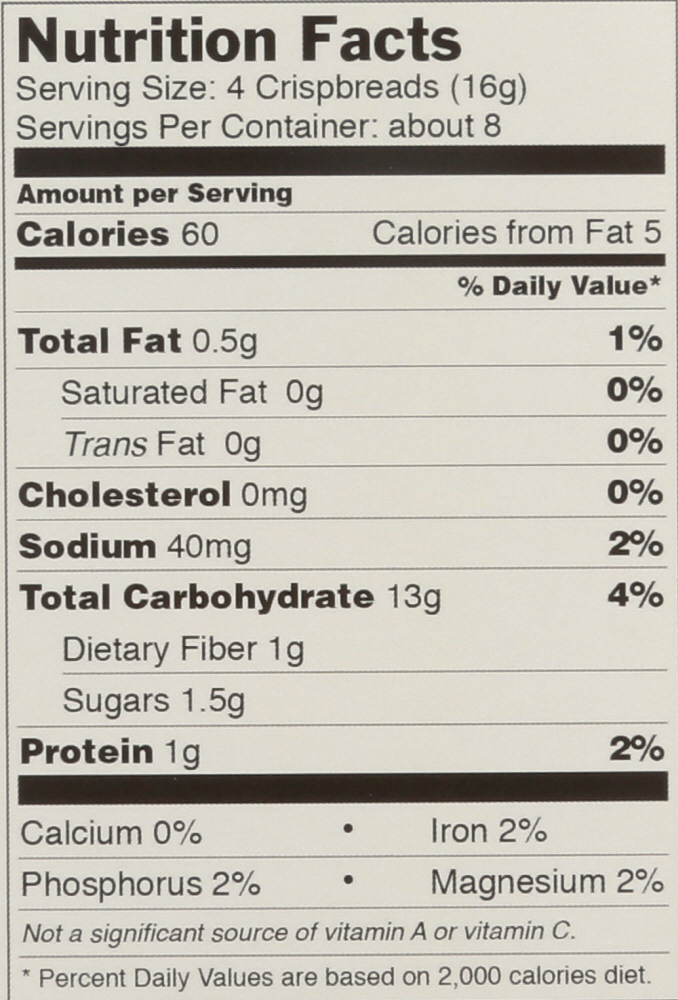 Nutrition Facts
Serving Size: 4 Crispbreads (16g)
Servings Per Container: about 8
Amount per Serving
Calories 60 Calories from Fat 5
% Daily Value*
Total Fat 0.5g 1%
Saturated Fat 0g 0%
Trans Fat 0g 0%
Cholesterol 0mg 0%
Sodium 40mg 2%
Total Carbohydrate 13g 4%
Dietary Fiber 1g
Sugars 1.5g
Protein 1g 2%
Calcium 0% • Iron 2%
Phosphorus 2% • Magnesium 2%
Not a significant source of vitamin A or vitamin C.
* Percent Daily Values are based on 2,000 calories diet.